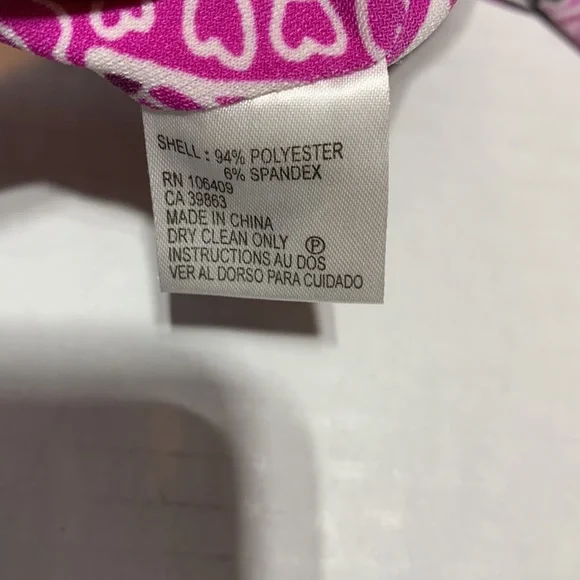 SHELL : 94% POLYESTER
6% SPANDEX
RN 106409
CA 39863
MADE IN CHINA
DRY CLEAN ONLY Ⓟ
INSTRUCTIONS AU DOS
VER AL DORSO PARA CUIDADO